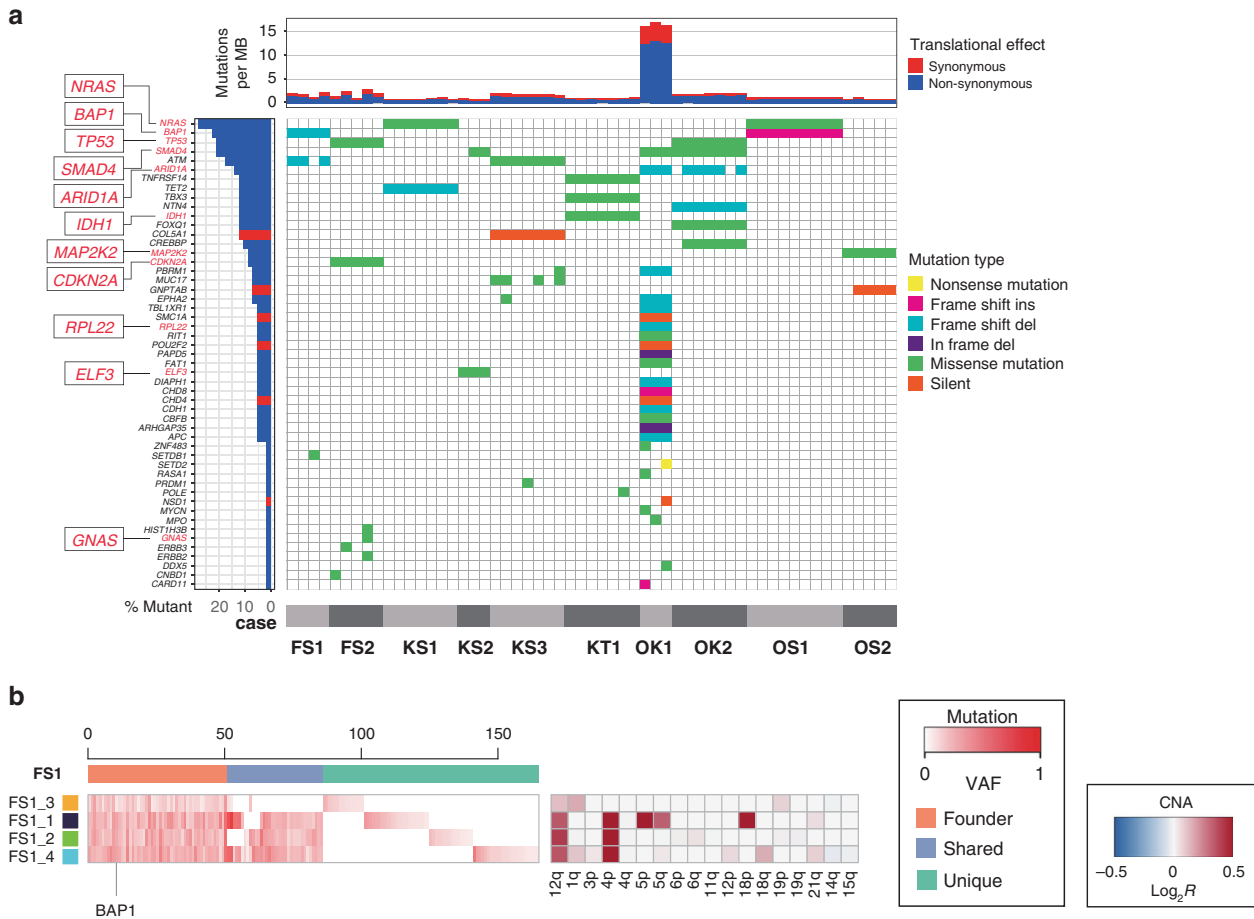 a
Mutations
per MB
15
10
5
0
Translational effect
Synonymous
Non-synonymous
NRAS
BAP1
TP53
SMAD4
ARID1A
IDH1
MAP2K2
CDKN2A
RPL22
ELF3
GNAS
NRAS
BAP1
TP53
SMAD4
ATM
ARID1A
TNFRSF14
TET2
TBX3
NTN4
IDH1
FOXQ1
COL5A1
CREBBP
MAP2K2
CDKN2A
PBRM1
MUC17
GNPTAB
EPHA2
TBL1XR1
SMC1A
RPL22
RIT1
POU2F2
PAPD5
FAT1
ELF3
DIAPH1
CHD8
CHD4
CDH1
CBFB
ARHGAP35
APC
ZNF483
SETDB1
SETD2
RASA1
PRDM1
POLE
NSD1
MYCN
MPO
HIST1H3B
GNAS
ERBB3
ERBB2
DDX5
CNBD1
CARD11
Mutation type
Nonsense mutation
Frame shift ins
Frame shift del
In frame del
Missense mutation
Silent
% Mutant 20 10 0
case
FS1 FS2 KS1 KS2 KS3 KT1 OK1 OK2 OS1 OS2
b
0 50 100 150
FS1
FS1_3
FS1_1
FS1_2
FS1_4
BAP1
12q 1q 3p 4p 4q 5p 5q 6p 6q 11q 12p 18p 18q 19p 19q 21q 14q 15q
Mutation
0 1
VAF
Founder
Shared
Unique
CNA
−0.5 0.5
Log2R